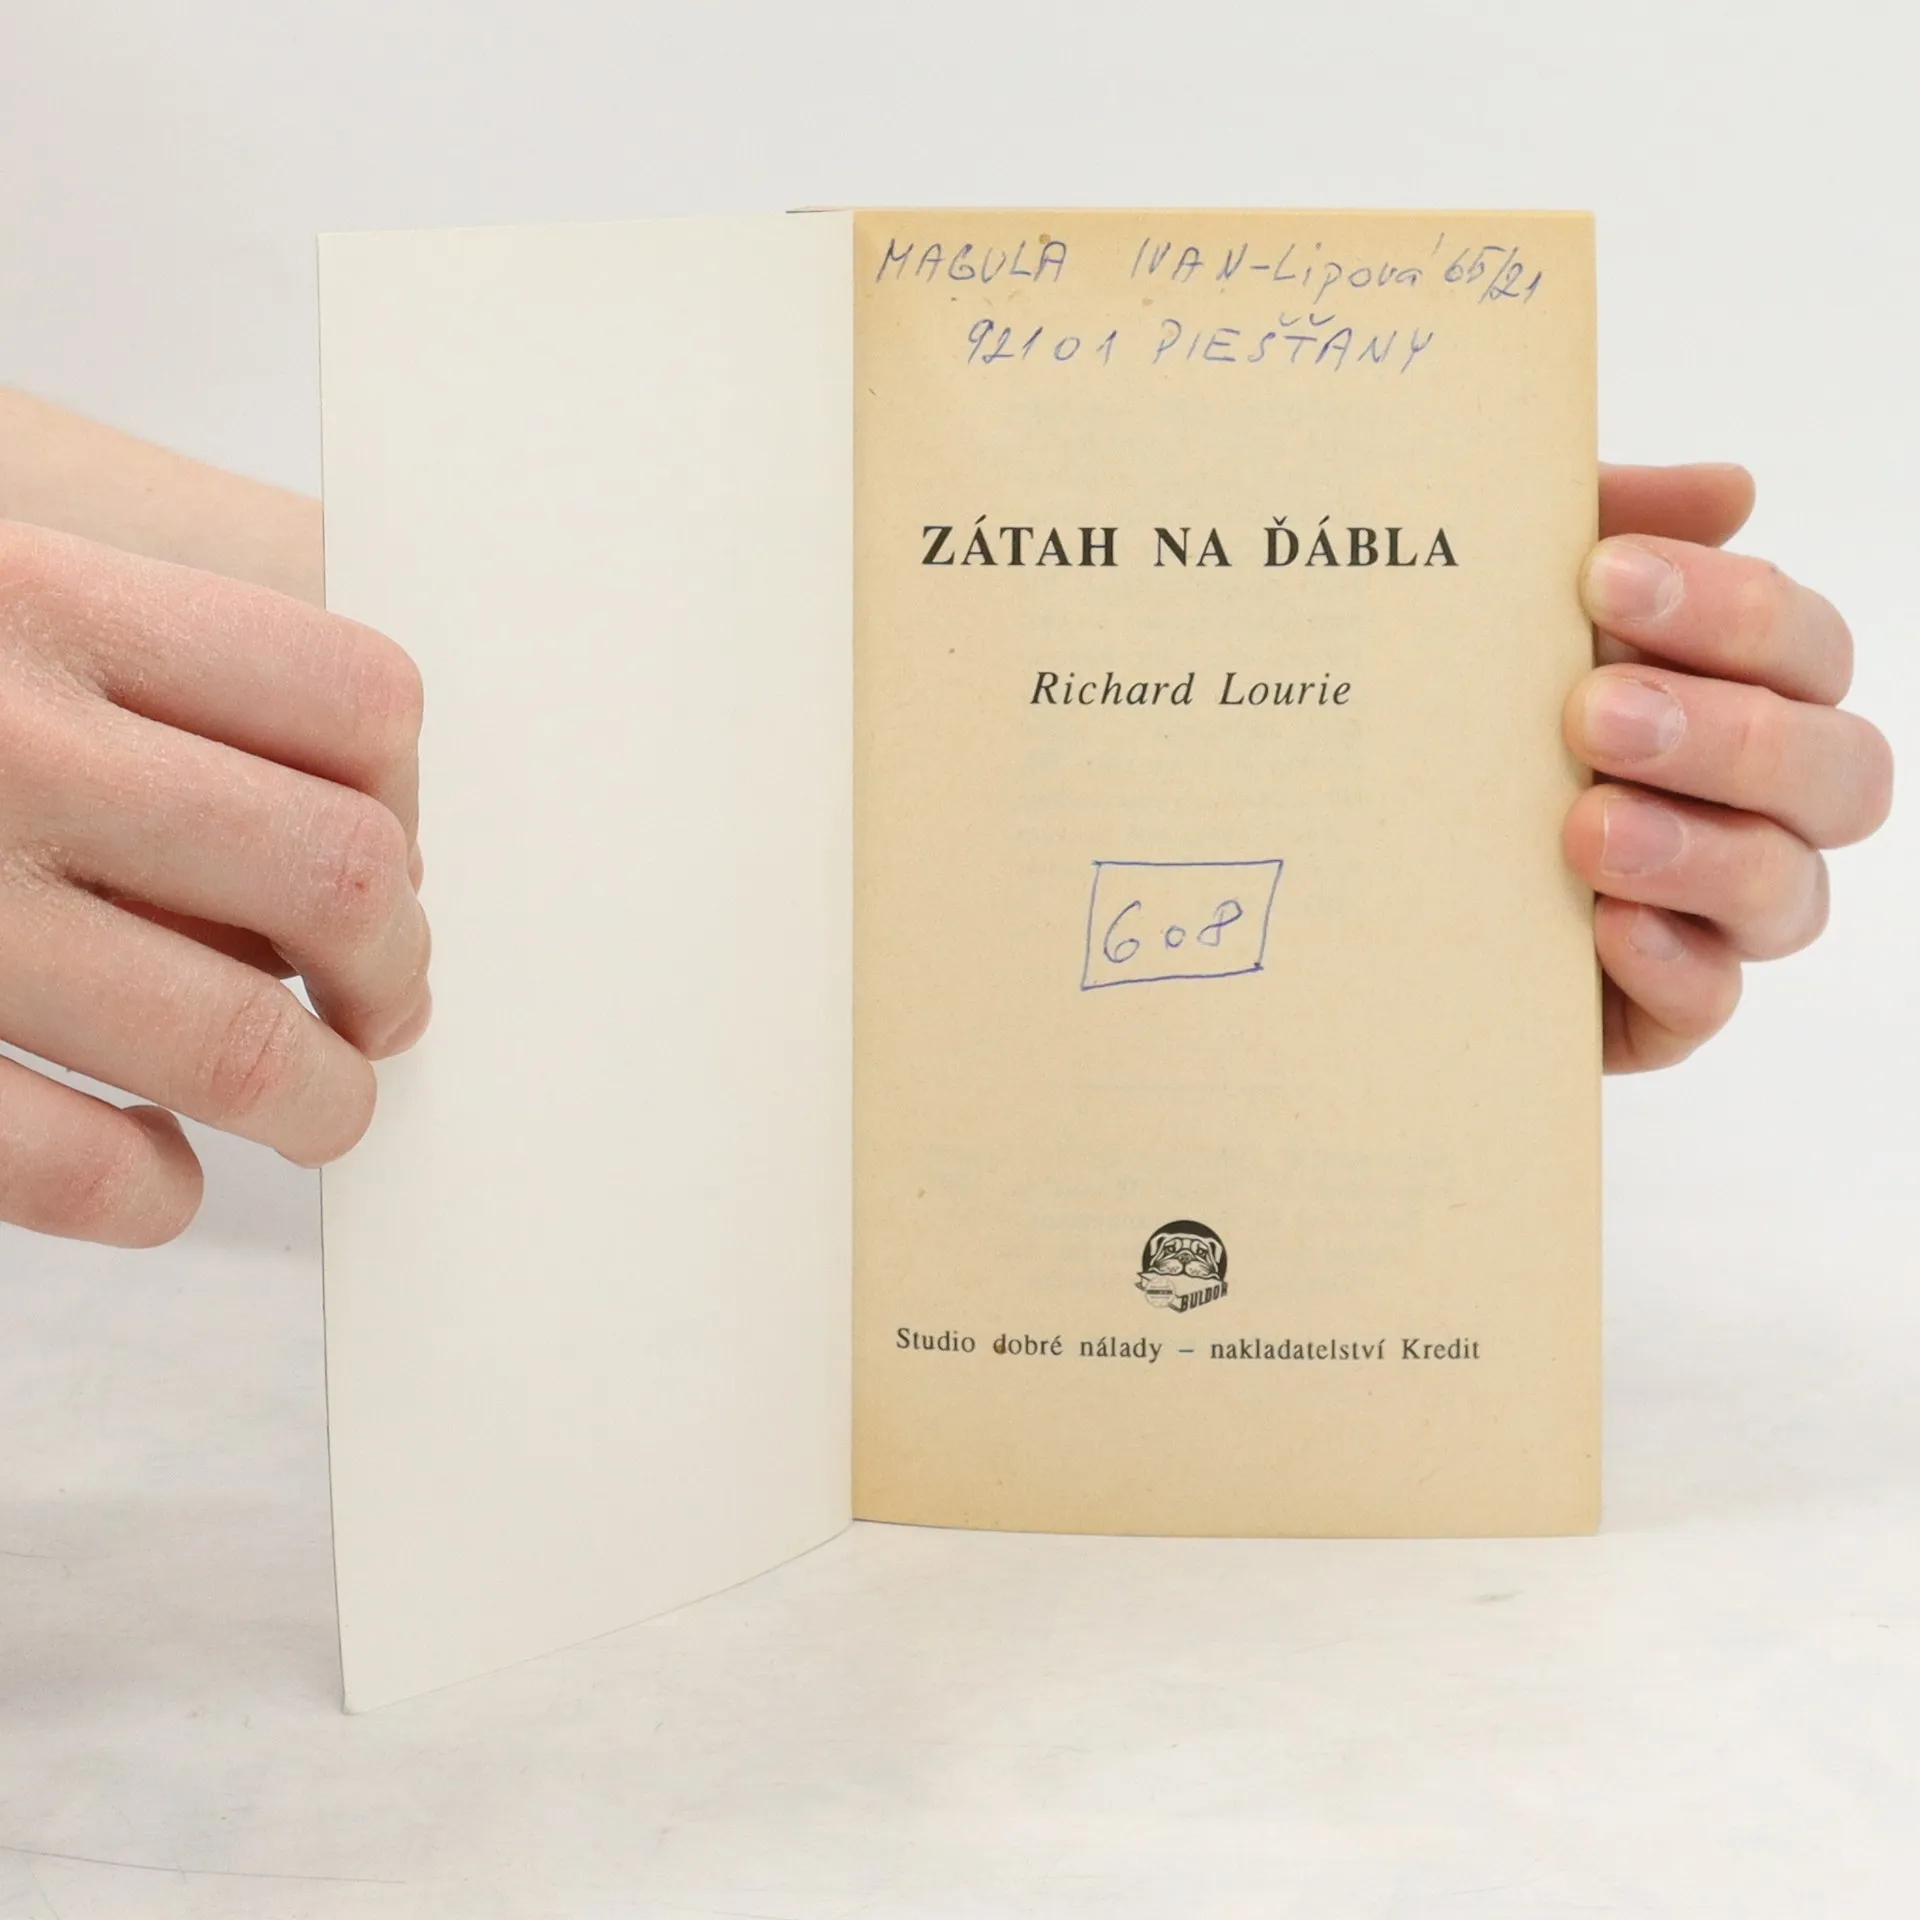 MAGULA IVAN-Lipová 65/21
92101 PIEŠŤANY
ZÁTAH NA ĎÁBLA
Richard Lourie
608
BULDOK
Studio dobré nálady – nakladatelství Kredit